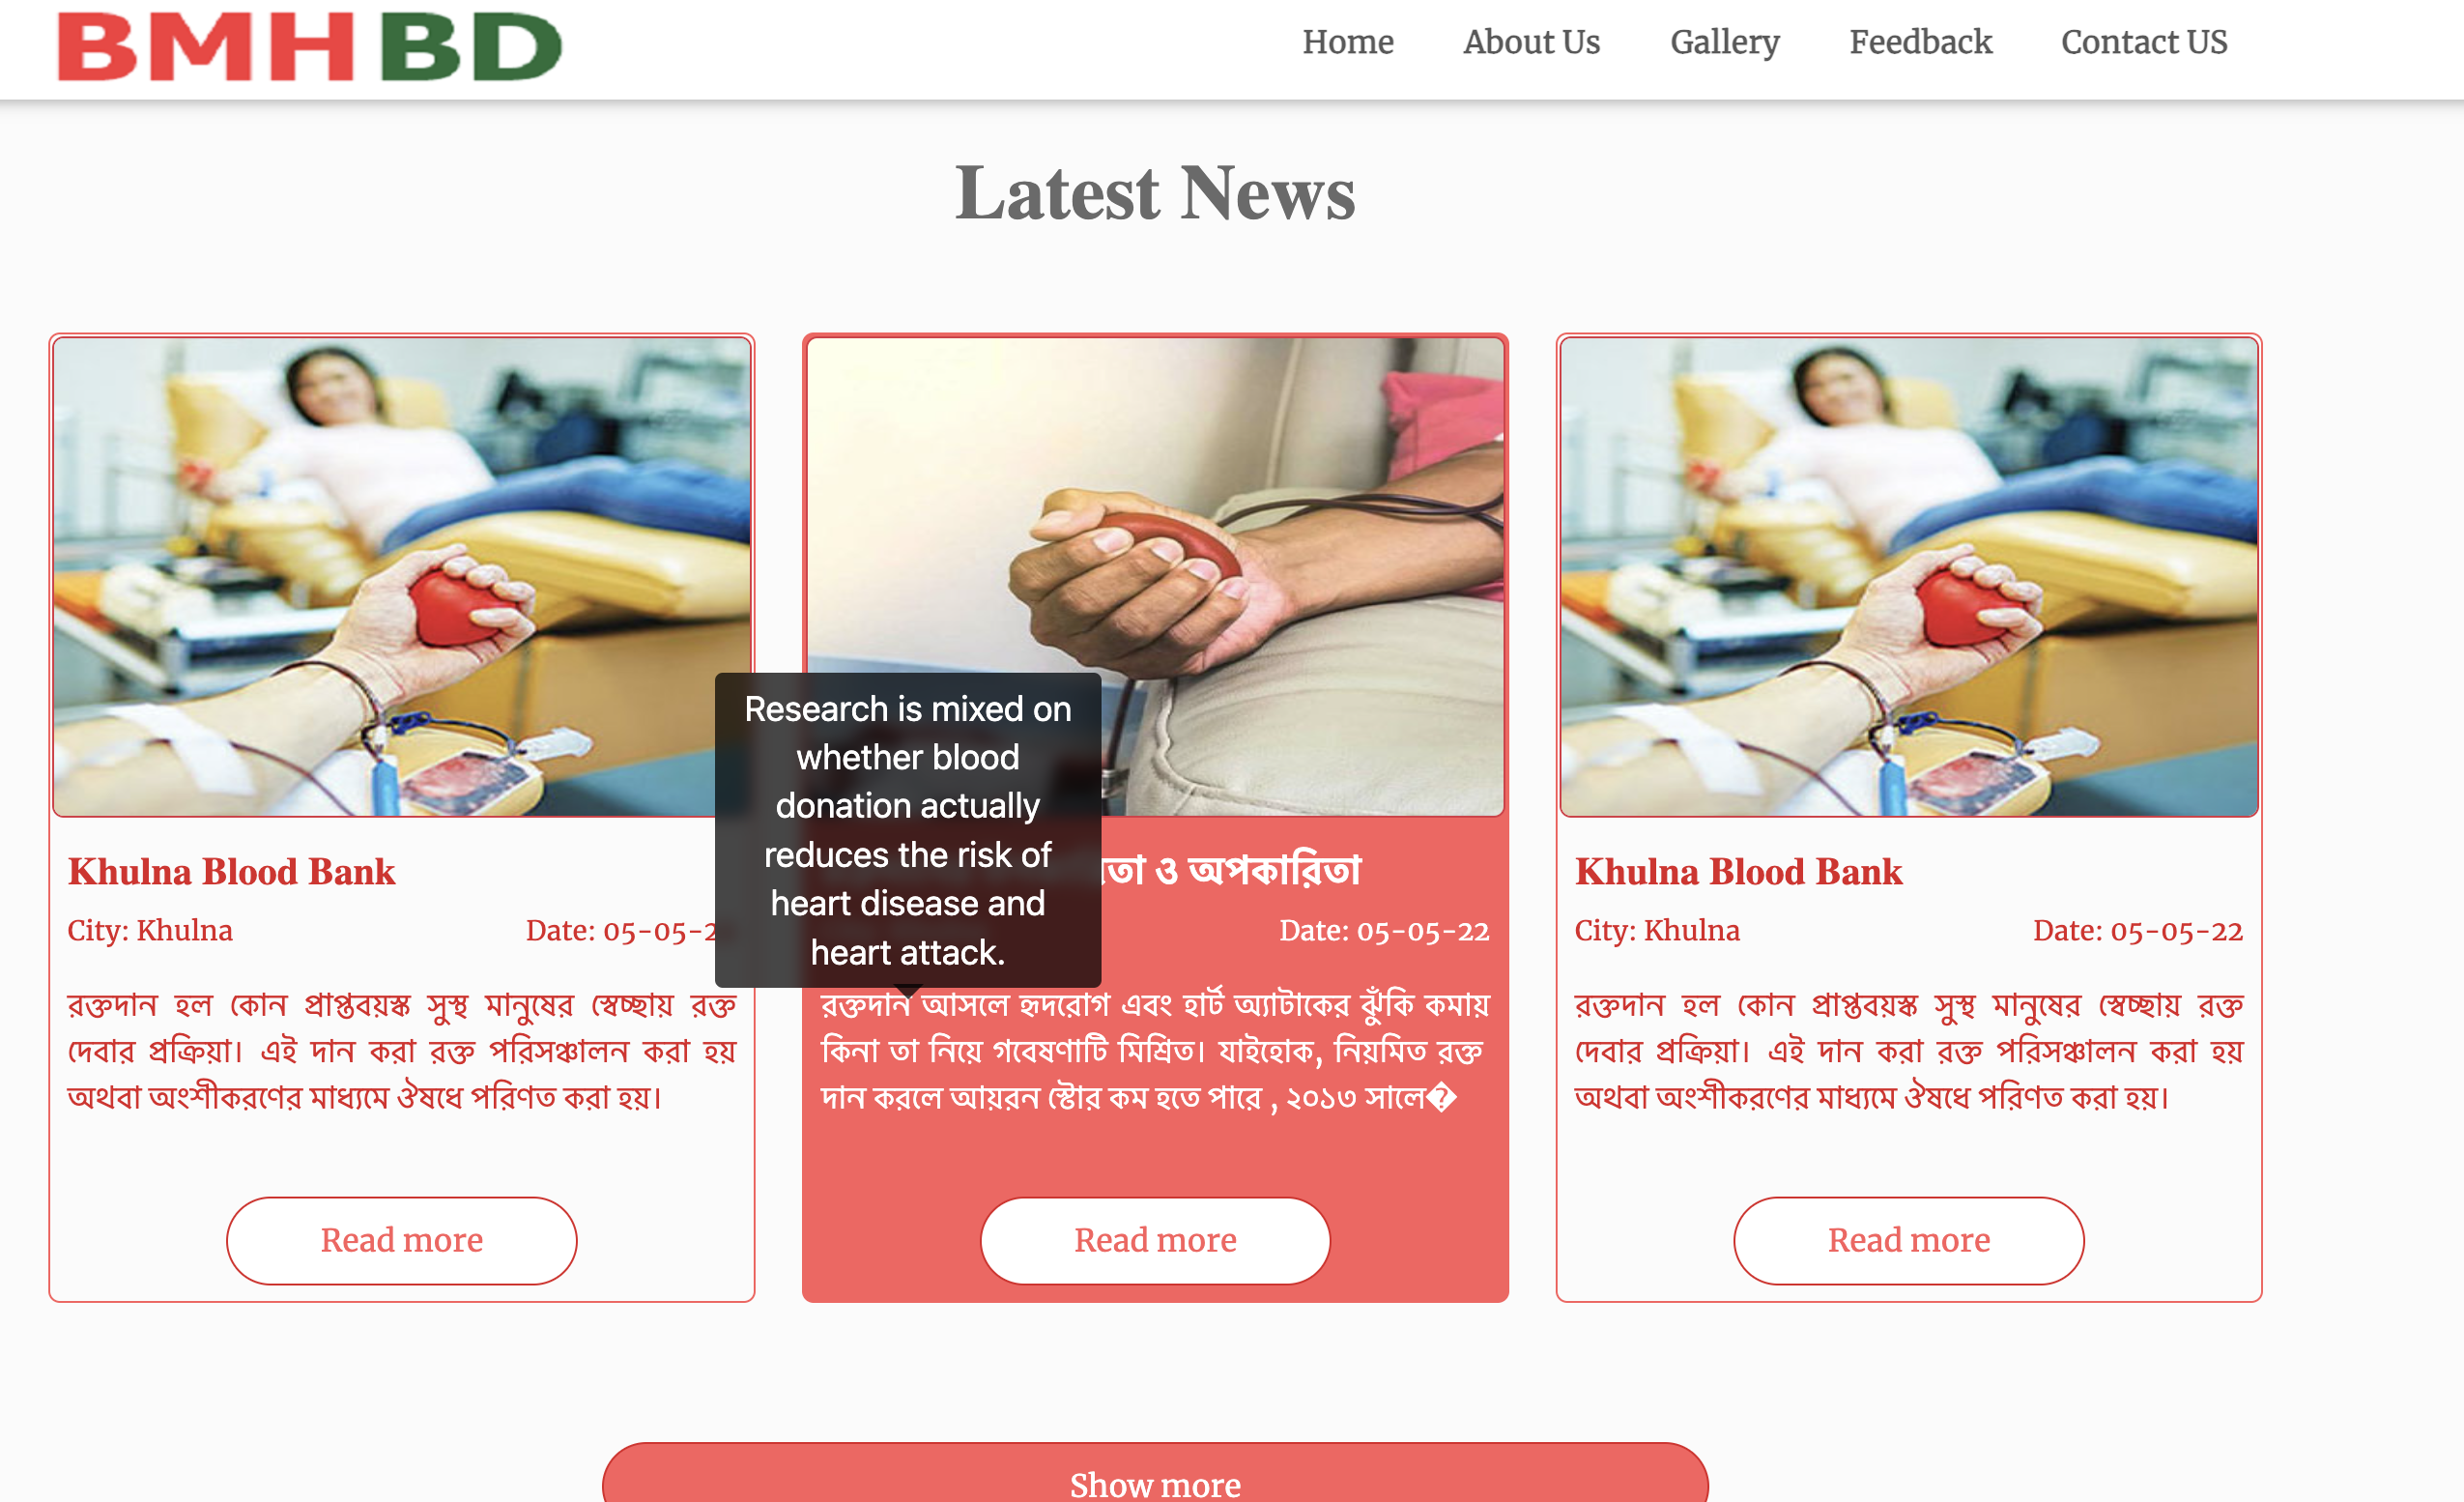 BMHBD
Home About Us Gallery Feedback Contact US
Latest News
Khulna Blood Bank
City: Khulna Date: 05-05-2
রক্তদান হল কোন প্রাপ্তবয়স্ক সুস্থ মানুষের স্বেচ্ছায় রক্ত
দেবার প্রক্রিয়া। এই দান করা রক্ত পরিসঞ্চালন করা হয়
অথবা অংশীকরণের মাধ্যমে ঔষধে পরিণত করা হয়।
Read more
Research is mixed on
whether blood
donation actually
reduces the risk of
heart disease and
heart attack.
ও অপকারিতা
Date: 05-05-22
রক্তদান আসলে হৃদরোগ এবং হার্ট অ্যাটাকের ঝুঁকি কমায়
কিনা তা নিয়ে গবেষণাটি মিশ্রিত। যাইহোক, নিয়মিত রক্ত
দান করলে আয়রন স্টোর কম হতে পারে , ২০১৩ সালে�
Read more
Khulna Blood Bank
City: Khulna Date: 05-05-22
রক্তদান হল কোন প্রাপ্তবয়স্ক সুস্থ মানুষের স্বেচ্ছায় রক্ত
দেবার প্রক্রিয়া। এই দান করা রক্ত পরিসঞ্চালন করা হয়
অথবা অংশীকরণের মাধ্যমে ঔষধে পরিণত করা হয়।
Read more
Show more